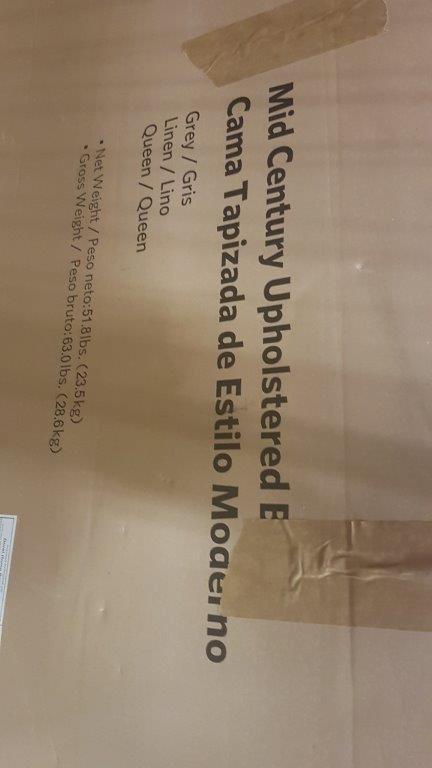 Mid Century Upholstered
Cama Tapizada de Estilo Moderno
Grey / Gris
Linen / Lino
Queen / Queen
• Net Weight / Peso neto:51.8lbs. (23.5kg)
• Gross Weight / Peso bruto:63.0lbs. (28.6kg)